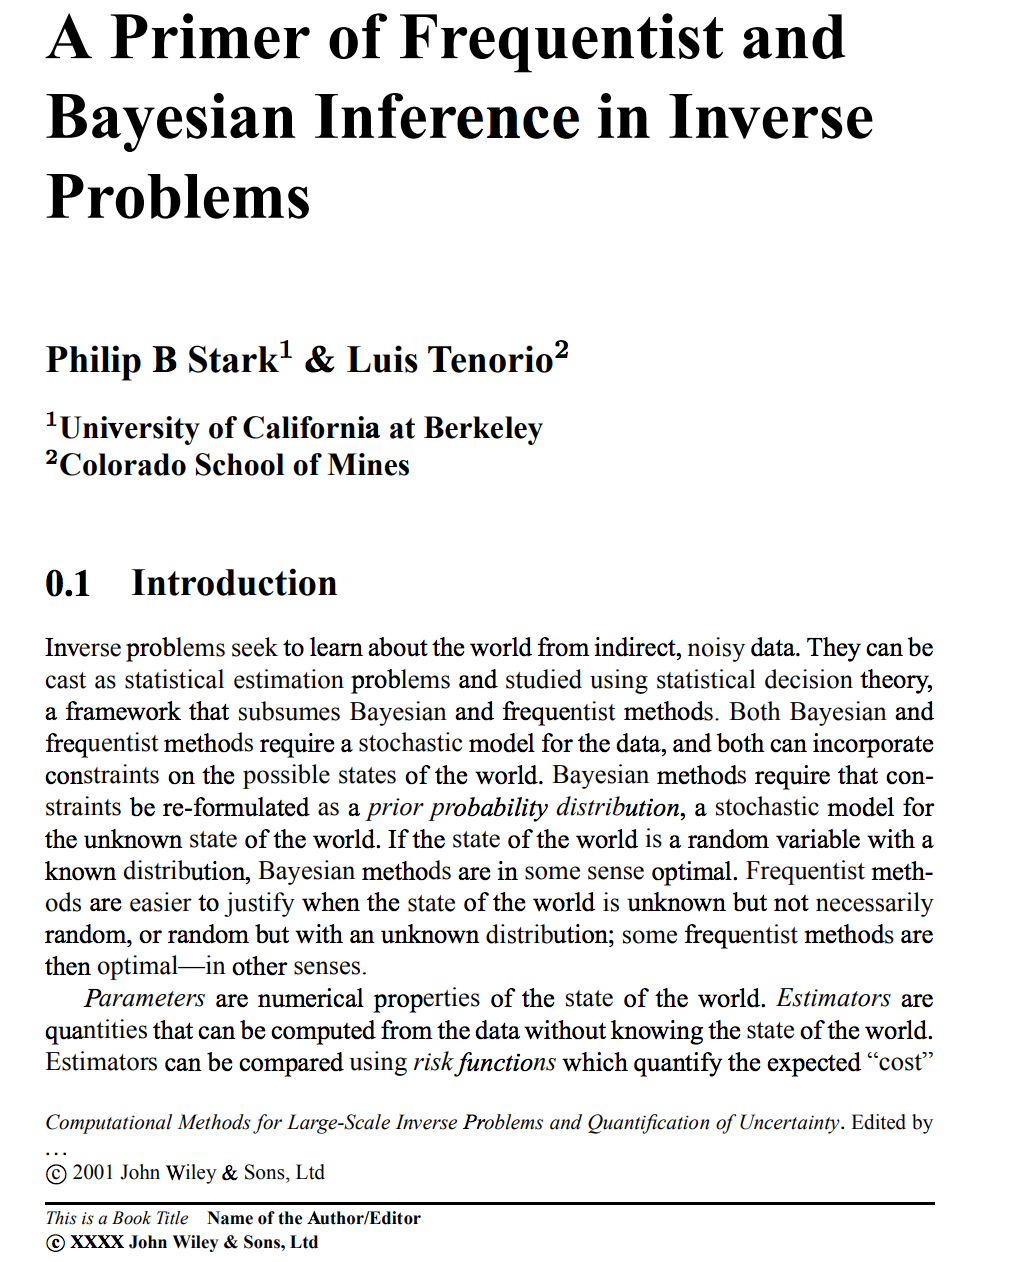 A Primer of Frequentist and
Bayesian Inference in Inverse
Problems
Philip B Stark¹ & Luis Tenorio²
¹University of California at Berkeley
²Colorado School of Mines
0.1 Introduction
Inverse problems seek to learn about the world from indirect, noisy data. They can be
cast as statistical estimation problems and studied using statistical decision theory,
a framework that subsumes Bayesian and frequentist methods. Both Bayesian and
frequentist methods require a stochastic model for the data, and both can incorporate
constraints on the possible states of the world. Bayesian methods require that con-
straints be re-formulated as a prior probability distribution, a stochastic model for
the unknown state of the world. If the state of the world is a random variable with a
known distribution, Bayesian methods are in some sense optimal. Frequentist meth-
ods are easier to justify when the state of the world is unknown but not necessarily
random, or random but with an unknown distribution; some frequentist methods are
then optimal—in other senses.
Parameters are numerical properties of the state of the world. Estimators are
quantities that can be computed from the data without knowing the state of the world.
Estimators can be compared using risk functions which quantify the expected “cost”
Computational Methods for Large-Scale Inverse Problems and Quantification of Uncertainty. Edited by
...
© 2001 John Wiley & Sons, Ltd
This is a Book Title Name of the Author/Editor
© XXXX John Wiley & Sons, Ltd